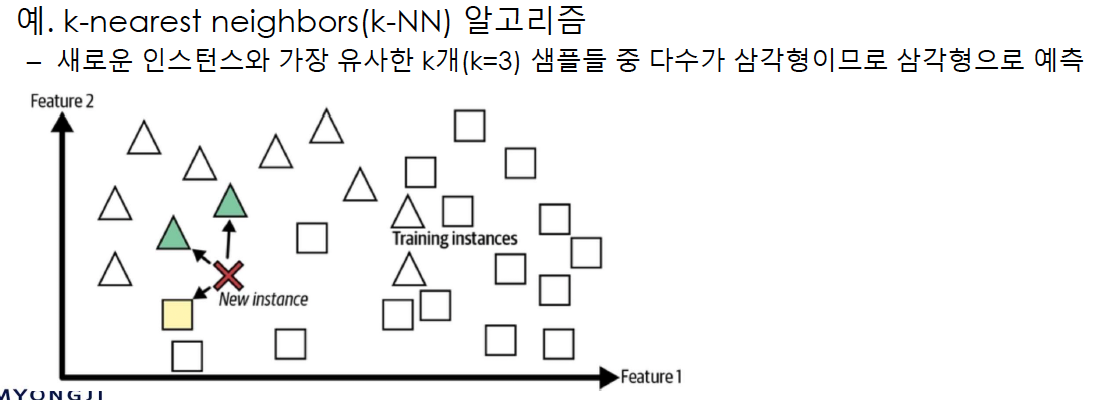 예. k-nearest neighbors(k-NN) 알고리즘
– 새로운 인스턴스와 가장 유사한 k개(k=3) 샘플들 중 다수가 삼각형이므로 삼각형으로 예측
Feature 2
Training instances
New instance
Feature 1
MYONGJI